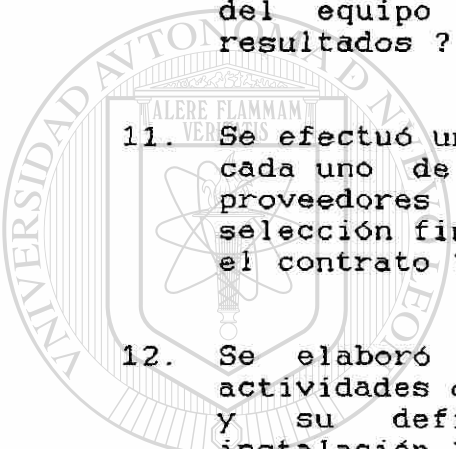 del equipo
resultados ?
11. Se efectuó un
cada uno de
proveedores
selección fin
el contrato ?
12. Se elaboró
actividades
y su defi
ALERE FLAMMAM
VERITATIS